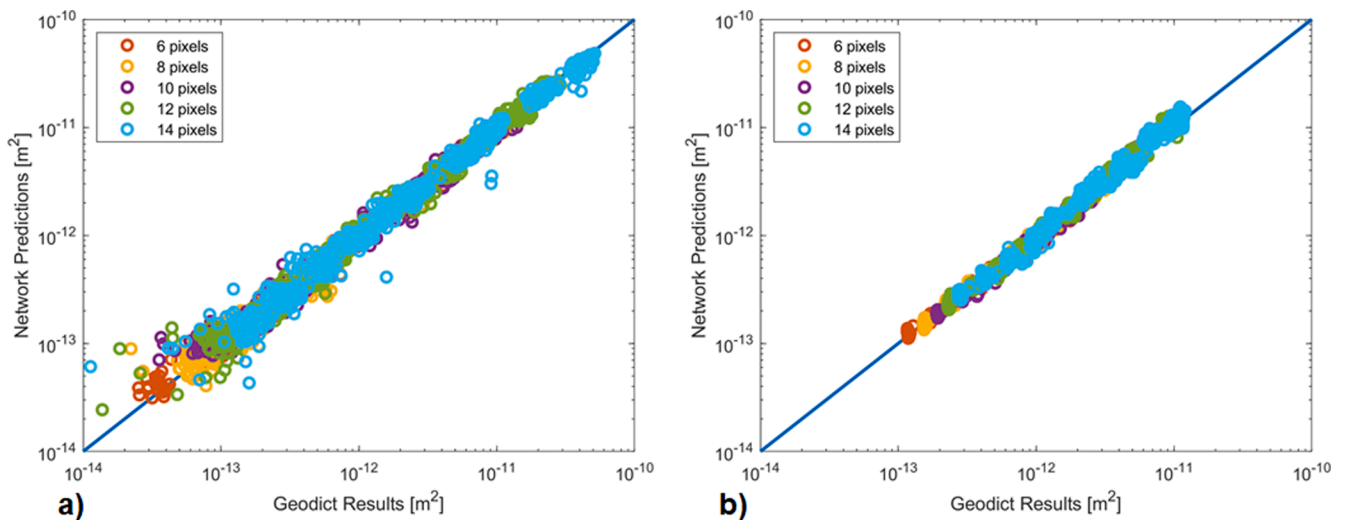 10^-10
10^-11
10^-12
10^-13
10^-14
Network Predictions [m^2]
6 pixels
8 pixels
10 pixels
12 pixels
14 pixels
10^-14
10^-13
10^-12
10^-11
10^-10
Geodict Results [m^2]
a)
10^-10
10^-11
10^-12
10^-13
10^-14
Network Predictions [m^2]
6 pixels
8 pixels
10 pixels
12 pixels
14 pixels
10^-14
10^-13
10^-12
10^-11
10^-10
Geodict Results [m^2]
b)